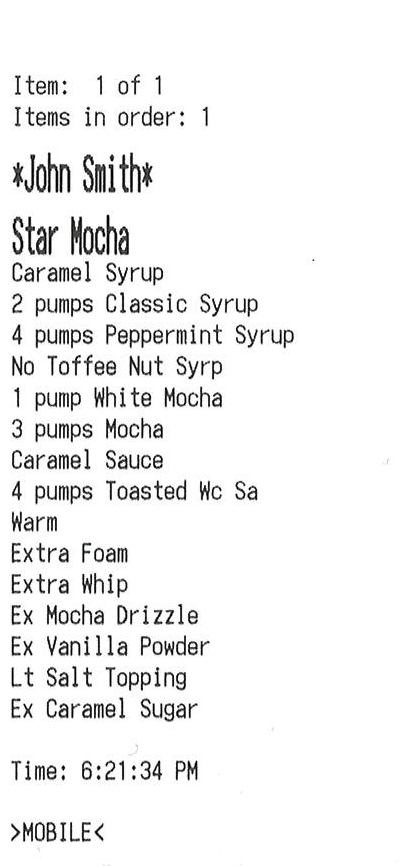 Item:  1 of 1
Items in order: 1
*John Smith*
Star Mocha
Caramel Syrup
2 pumps Classic Syrup
4 pumps Peppermint Syrup
No Toffee Nut Syrp
1 pump White Mocha
3 pumps Mocha
Caramel Sauce
4 pumps Toasted Wc Sa
Warm
Extra Foam
Extra Whip
Ex Mocha Drizzle
Ex Vanilla Powder
Lt Salt Topping
Ex Caramel Sugar
Time: 6:21:34 PM
>MOBILE<